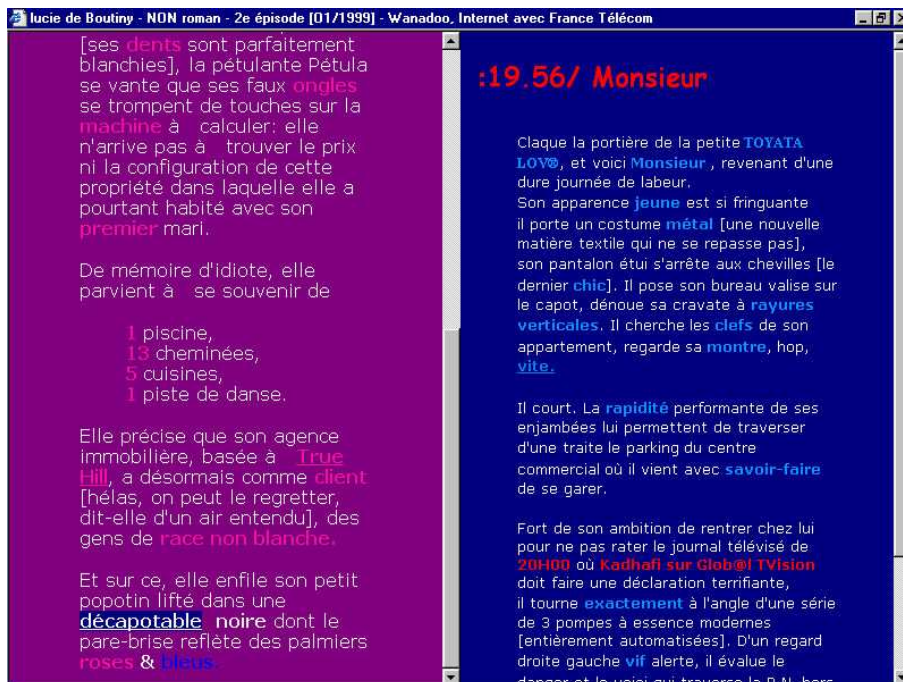 lucie de Boutiny - NON roman - 2e épisode [01/1999] - Wanadoo, Internet avec France Télécom
[ses dents sont parfaitement
blanchies], la pétulante Pétula
se vante que ses faux ongles
se trompent de touches sur la
machine à calculer: elle
n'arrive pas à trouver le prix
ni la configuration de cette
propriété dans laquelle elle a
pourtant habité avec son
premier mari.
De mémoire d'idiote, elle
parvient à se souvenir de
1 piscine,
13 cheminées,
5 cuisines,
1 piste de danse.
Elle précise que son agence
immobilière, basée à True
Hill, a désormais comme client
[hélas, on peut le regretter,
dit-elle d'un air entendu], des
gens de race non blanche.
Et sur ce, elle enfile son petit
popotin lifté dans une
décapotable noire dont le
pare-brise reflète des palmiers
roses & bleus.
:19.56/ Monsieur
Claque la portière de la petite TOYATA
LOV®, et voici Monsieur , revenant d'une
dure journée de labeur.
Son apparence jeune est si fringuante
il porte un costume métal [une nouvelle
matière textile qui ne se repasse pas],
son pantalon étui s'arrête aux chevilles [le
dernier chic]. Il pose son bureau valise sur
le capot, dénoue sa cravate à rayures
verticales. Il cherche les clefs de son
appartement, regarde sa montre, hop,
vite.
Il court. La rapidité performante de ses
enjambées lui permettent de traverser
d'une traite le parking du centre
commercial où il vient avec savoir-faire
de se garer.
Fort de son ambition de rentrer chez lui
pour ne pas rater le journal télévisé de
20H00 où Kadhafi sur Glob@l TVision
doit faire une déclaration terrifiante,
il tourne exactement à l'angle d'une série
de 3 pompes à essence modernes
[entièrement automatisées]. D'un regard
droite gauche vif alerte, il évalue le
danger et le voici qui traverse la R.N. hors